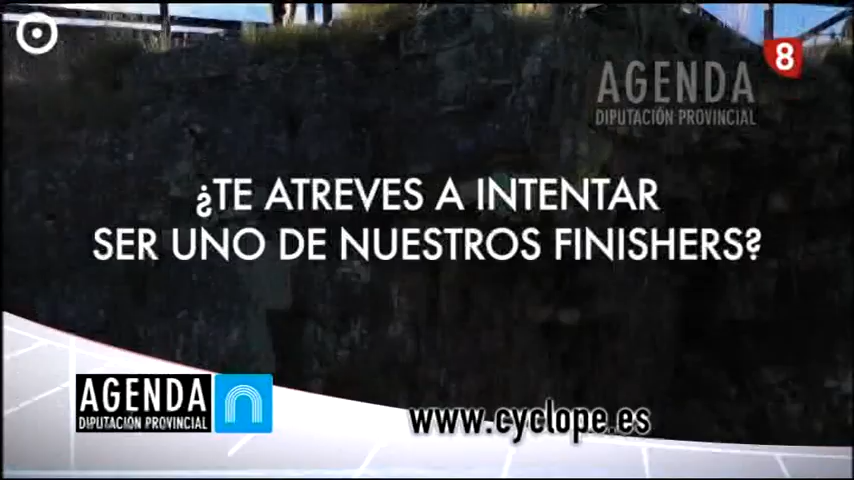 8
AGENDA
DIPUTACIÓN PROVINCIAL
¿TE ATREVES A INTENTAR
SER UNO DE NUESTROS FINISHERS?
AGENDA
DIPUTACIÓN PROVINCIAL
www.cyclope.es